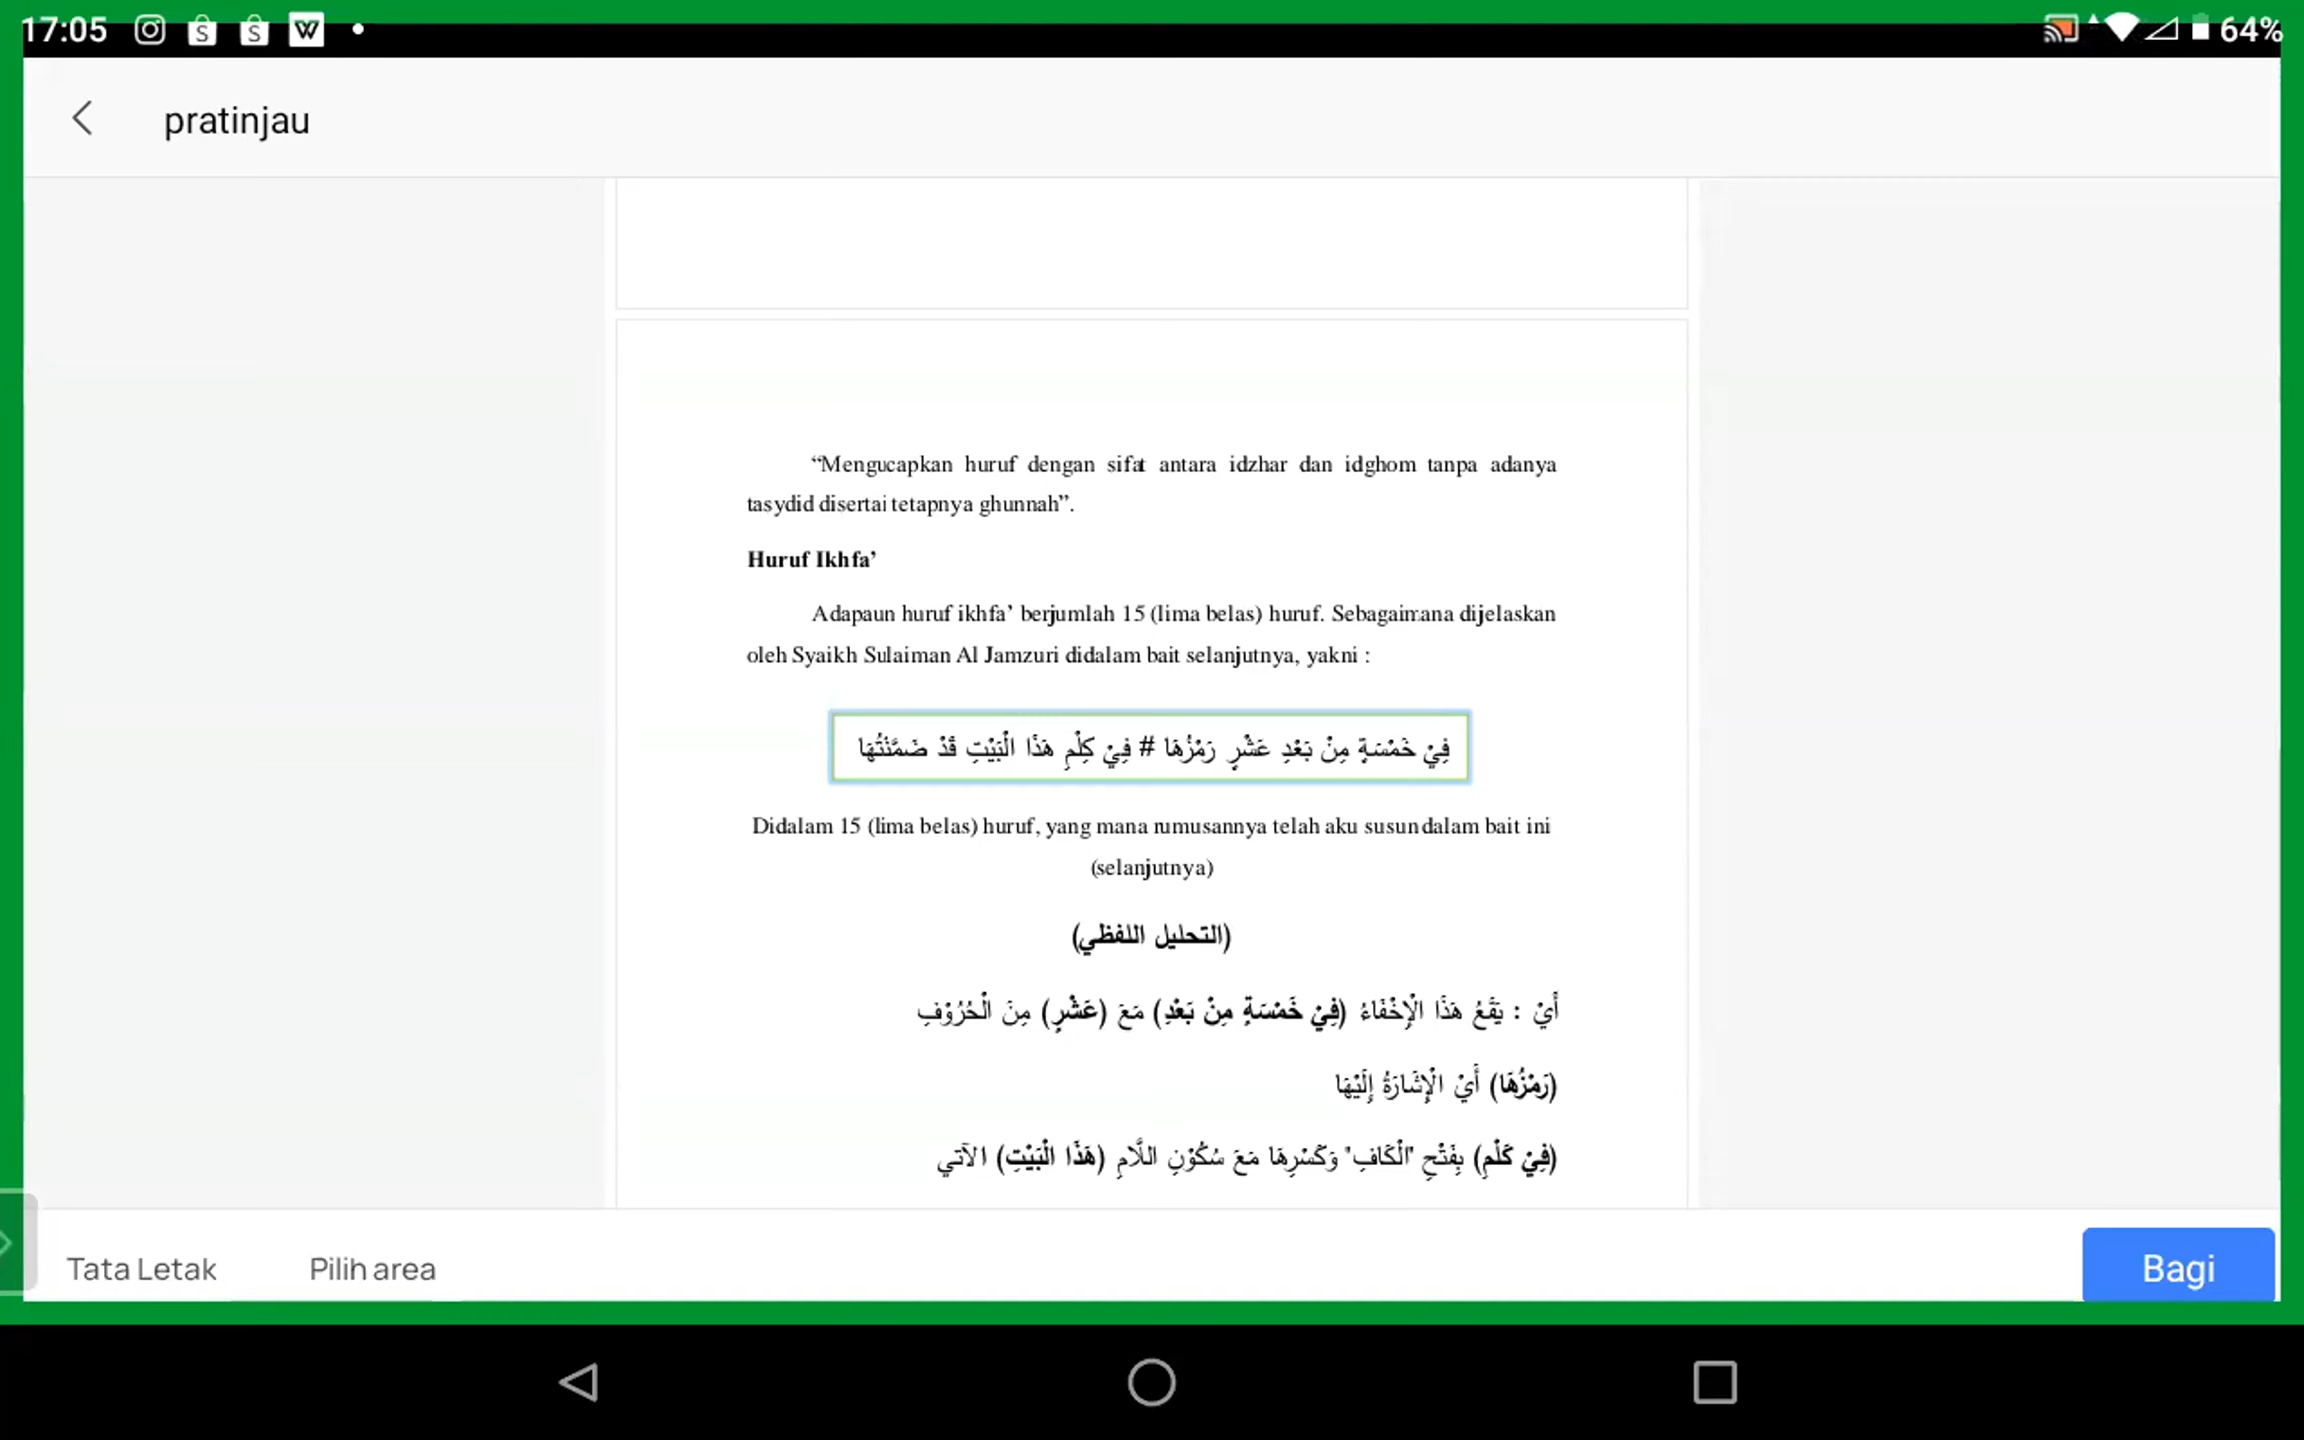 17:05
64%
pratinjau
“Mengucapkan huruf dengan sifat antara idzhar dan idghom tanpa adanya
tasydid disertai tetapnya ghunnah”.
Huruf Ikhfa’
Adapaun huruf ikhfa’ berjumlah 15 (lima belas) huruf. Sebagaimana dijelaskan
oleh Syaikh Sulaiman Al Jamzuri didalam bait selanjutnya, yakni :
فِيْ خَمْسَةٍ مِنْ بَعْدِ عَشْرٍ رَمْزُهَا # فِيْ كِلْمِ هَذَا الْبَيْتِ قَدْ ضَمَّنْتُهَا
Didalam 15 (lima belas) huruf, yang mana rumusannya telah aku susun dalam bait ini
(selanjutnya)
(التحليل اللفظي)
أَيْ : يَقَعُ هَذَا الْإِخْفَاءُ (فِيْ خَمْسَةٍ مِنْ بَعْدِ) مَعَ (عَشْرٍ) مِنَ الْحُرُوْفِ
(رَمْزُهَا) أَيْ الْإِشَارَةُ إِلَيْهَا
(فِيْ كَلْمِ) بِفَتْحِ "الْكَافِ" وَكَسْرِهَا مَعَ سُكُوْنِ اللَّامِ (هَذَا الْبَيْتِ) الآتي
Tata Letak
Pilih area
Bagi